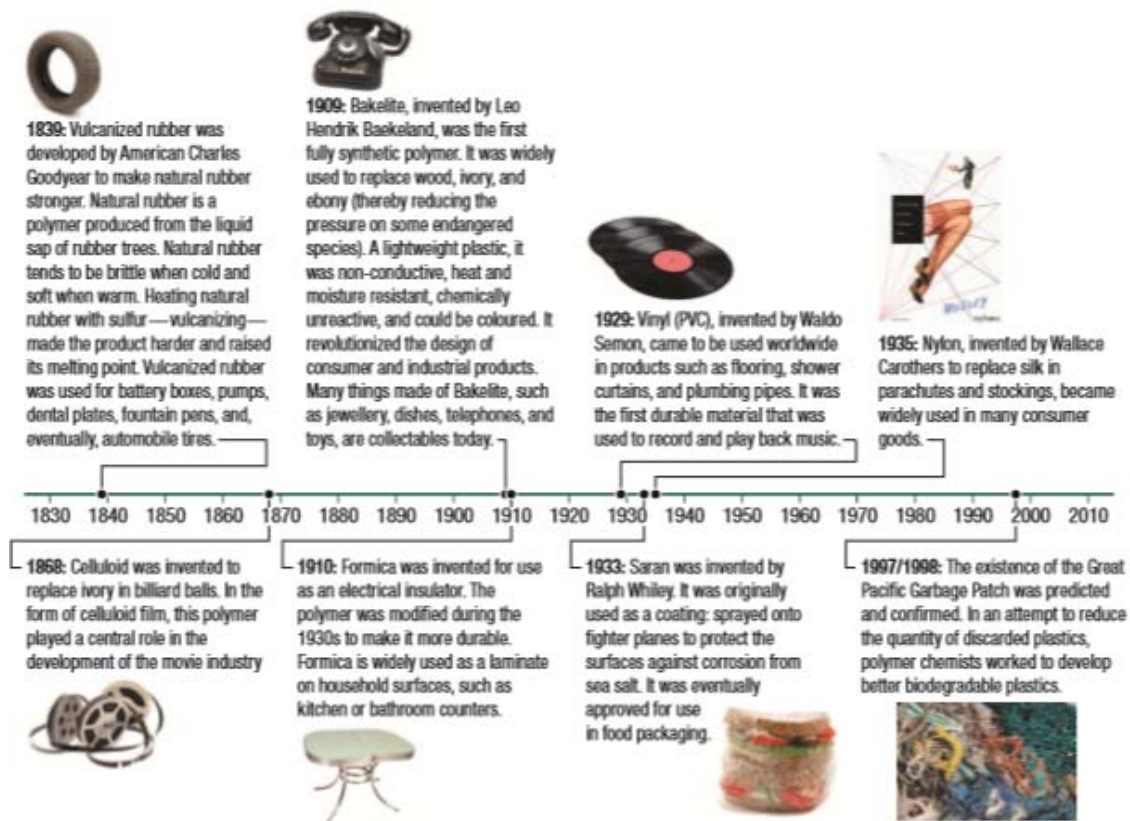 1839: Vulcanized rubber was
developed by American Charles
Goodyear to make natural rubber
stronger. Natural rubber is a
polymer produced from the liquid
sap of rubber trees. Natural rubber
tends to be brittle when cold and
soft when warm. Heating natural
rubber with sulfur—vulcanizing—
made the product harder and raised
its melting point. Vulcanized rubber
was used for battery boxes, pumps,
dental plates, fountain pens, and,
eventually, automobile tires.
1909: Bakelite, invented by Leo
Hendrik Baekeland, was the first
fully synthetic polymer. It was widely
used to replace wood, ivory, and
ebony (thereby reducing the
pressure on some endangered
species). A lightweight plastic, it
was non-conductive, heat and
moisture resistant, chemically
unreactive, and could be coloured. It
revolutionized the design of
consumer and industrial products.
Many things made of Bakelite, such
as jewellery, dishes, telephones, and
toys, are collectables today.
1929: Vinyl (PVC), invented by Waldo
Semon, came to be used worldwide
in products such as flooring, shower
curtains, and plumbing pipes. It was
the first durable material that was
used to record and play back music.
1935: Nylon, invented by Wallace
Carothers to replace silk in
parachutes and stockings, became
widely used in many consumer
goods.
1830 1840 1850 1860 1870 1880 1890 1900 1910 1920 1930 1940 1950 1960 1970 1980 1990 2000 2010
1868: Celluloid was invented to
replace ivory in billiard balls. In the
form of celluloid film, this polymer
played a central role in the
development of the movie industry
1910: Formica was invented for use
as an electrical insulator. The
polymer was modified during the
1930s to make it more durable.
Formica is widely used as a laminate
on household surfaces, such as
kitchen or bathroom counters.
1933: Saran was invented by
Ralph Whiley. It was originally
used as a coating: sprayed onto
fighter planes to protect the
surfaces against corrosion from
sea salt. It was eventually
approved for use
in food packaging.
1997/1998: The existence of the Great
Pacific Garbage Patch was predicted
and confirmed. In an attempt to reduce
the quantity of discarded plastics,
polymer chemists worked to develop
better biodegradable plastics.